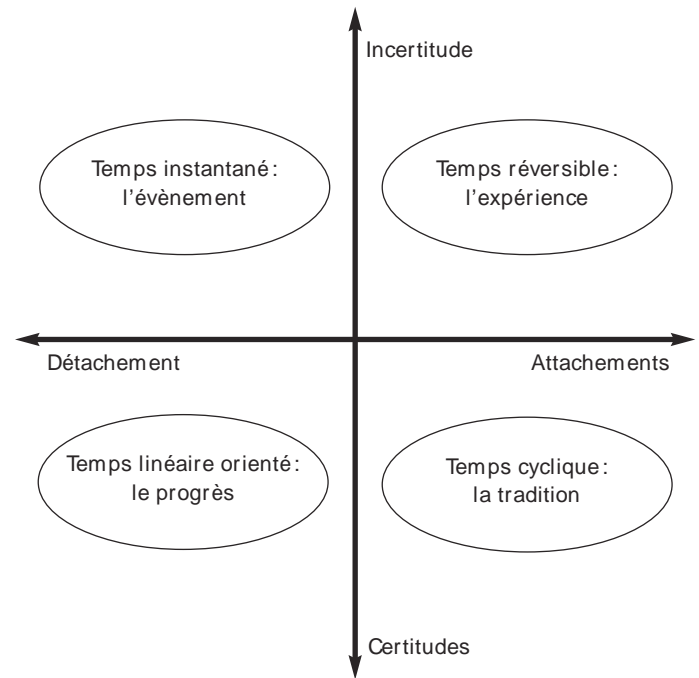 Incertitude
Temps instantané :
l'évènement
Temps réversible :
l'expérience
Détachement
Attachements
Temps linéaire orienté :
le progrès
Temps cyclique :
la tradition
Certitudes